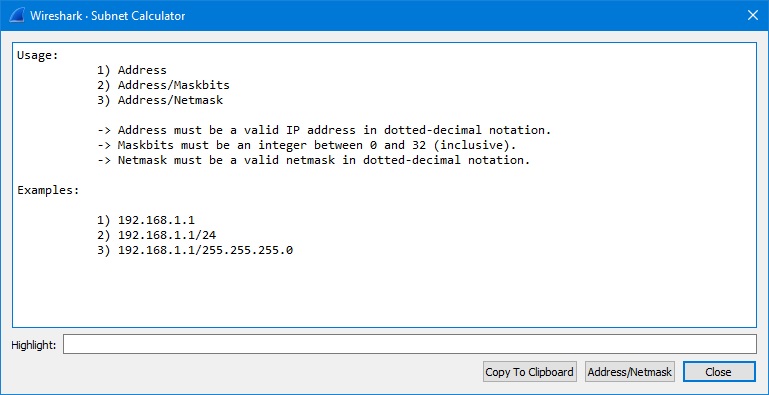 Wireshark · Subnet Calculator
Usage:
1) Address
2) Address/Maskbits
3) Address/Netmask
-> Address must be a valid IP address in dotted-decimal notation.
-> Maskbits must be an integer between 0 and 32 (inclusive).
-> Netmask must be a valid netmask in dotted-decimal notation.
Examples:
1) 192.168.1.1
2) 192.168.1.1/24
3) 192.168.1.1/255.255.255.0
Highlight:
Copy To Clipboard Address/Netmask Close